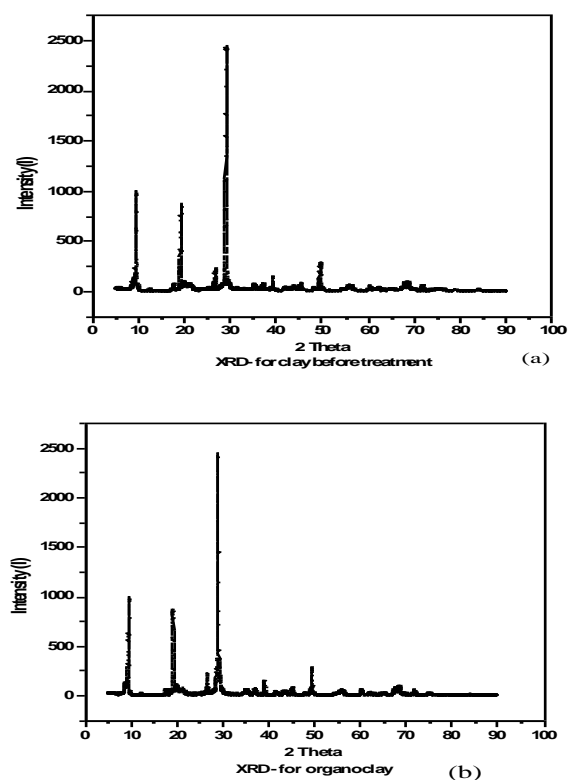 2500
2000
1500
1000
500
0
Intensity(I)
0 10 20 30 40 50 60 70 80 90 100
2 Theta
XRD- for clay before treatment
(a)
2500
2000
1500
1000
500
0
Intensity (I)
0 10 20 30 40 50 60 70 80 90 100
2 Theta
XRD- for organoclay
(b)